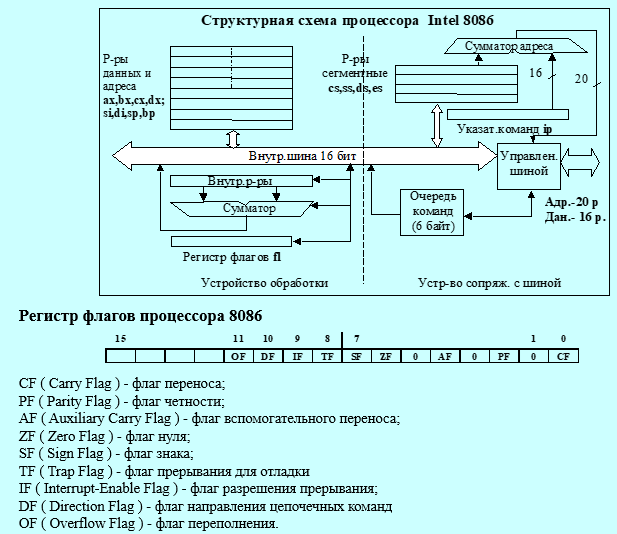 Структурная схема процессора Intel 8086
Р-ры
данных и
адреса
ax,bx,cx,dx;
si,di,sp,bp
Р-ры
сегментные
cs,ss,ds,es
Сумматор адреса
16
20
Указат.команд ip
Внутр.шина 16 бит
Управлен.
шиной
Внутр.р-ры
Сумматор
Регистр флагов fl
Очередь
команд
(6 байт)
Адр.-20 р
Дан.- 16 р.
Устройство обработки
Устр-во сопряж. с шиной
Регистр флагов процессора 8086
15 11 10 9 8 7 1 0
OF DF IF TF SF ZF 0 AF 0 PF 0 CF
CF ( Carry Flag ) - флаг переноса;
PF ( Parity Flag ) - флаг четности;
AF ( Auxiliary Carry Flag ) - флаг вспомогательного переноса;
ZF ( Zero Flag ) - флаг нуля;
SF ( Sign Flag ) - флаг знака;
TF ( Trap Flag ) - флаг прерывания для отладки
IF ( Interrupt-Enable Flag ) - флаг разрешения прерывания;
DF ( Direction Flag ) - флаг направления цепочечных команд
OF ( Overflow Flag ) - флаг переполнения.